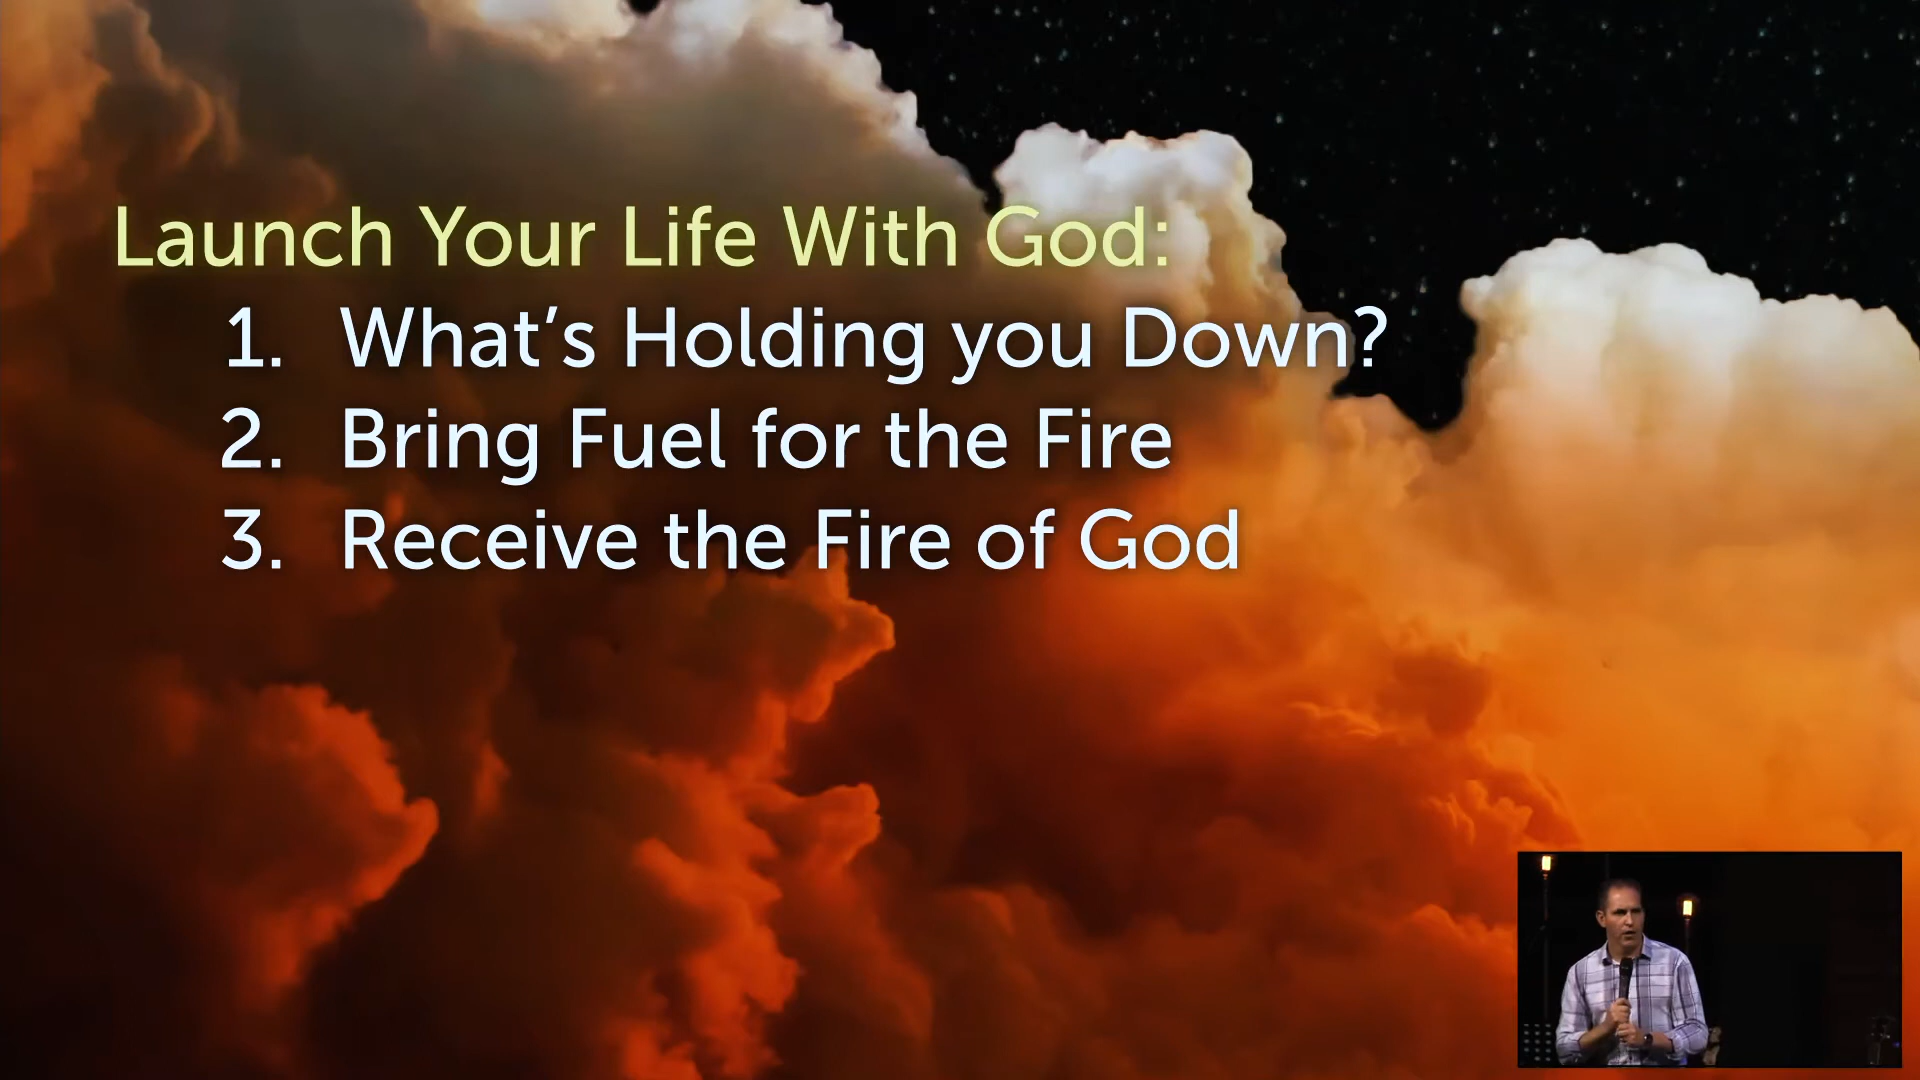 Launch Your Life With God:
1. What’s Holding you Down?
2. Bring Fuel for the Fire
3. Receive the Fire of God